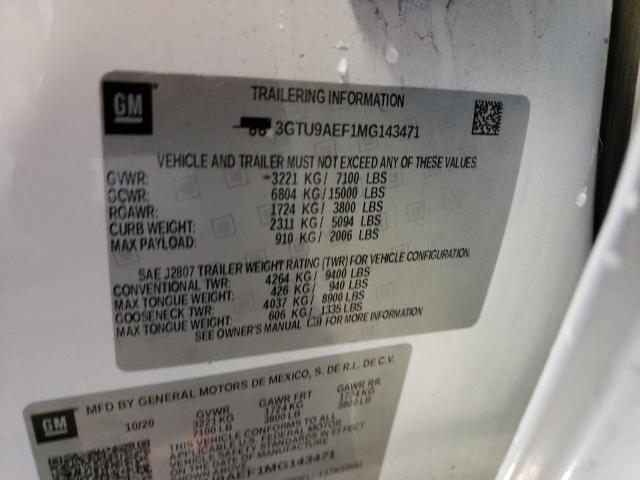 GM
TRAILERING INFORMATION
3GTU9AEF1MG143471
VEHICLE AND TRAILER MUST NOT EXCEED ANY OF THESE VALUES.
GVWR: 3221 KG/ 7100 LBS
GCWR: 6804 KG/15000 LBS
RGAWR: 1724 KG/ 3800 LBS
CURB WEIGHT: 2311 KG/ 5094 LBS
MAX PAYLOAD: 910 KG/ 2006 LBS
SAE J2807 TRAILER WEIGHT RATING (TWR) FOR VEHICLE CONFIGURATION.
CONVENTIONAL TWR: 4264 KG/ 9400 LBS
MAX TONGUE WEIGHT: 426 KG/ 940 LBS
GOOSENECK TWR: 4037 KG/ 8900 LBS
MAX TONGUE WEIGHT: 606 KG/ 1335 LBS
SEE OWNER'S MANUAL FOR MORE INFORMATION
GM
MFD BY GENERAL MOTORS DE MEXICO, S. DE R.L. DE C.V.
10/20 GVWR GAWR FRT GAWR RR
3221 KG 1724 KG 1724 KG
7100 LB 3800 LB 3800 LB
THIS VEHICLE CONFORMS TO ALL
U.S. FEDERAL MOTOR
VEHICLE SAFETY
9AEF1MG143471